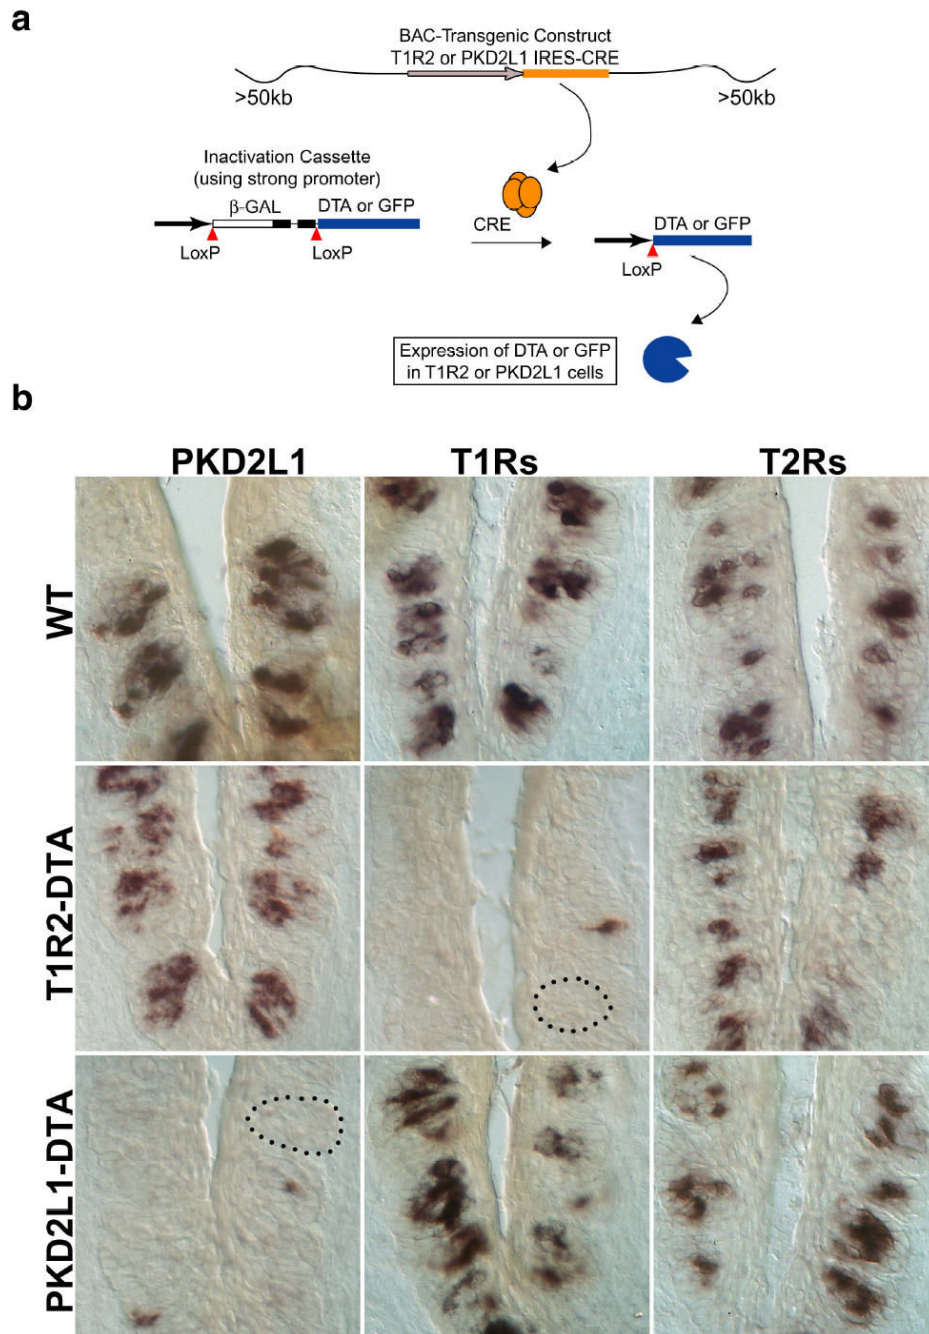 a
BAC-Transgenic Construct
T1R2 or PKD2L1 IRES-CRE
>50kb
>50kb
Inactivation Cassette
(using strong promoter)
β-GAL
DTA or GFP
LoxP
LoxP
CRE
DTA or GFP
LoxP
Expression of DTA or GFP
in T1R2 or PKD2L1 cells
b
PKD2L1
T1Rs
T2Rs
WT
T1R2-DTA
PKD2L1-DTA